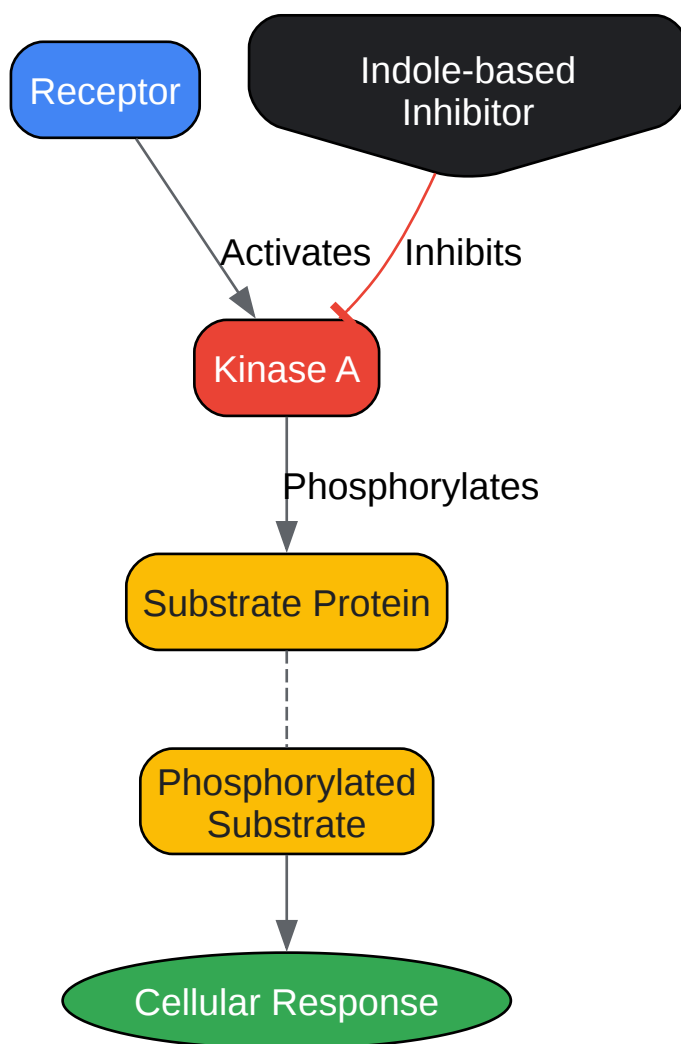 Receptor
Indole-based
Inhibitor
Activates
Inhibits
Kinase A
Phosphorylates
Substrate Protein
Phosphorylated
Substrate
Cellular Response